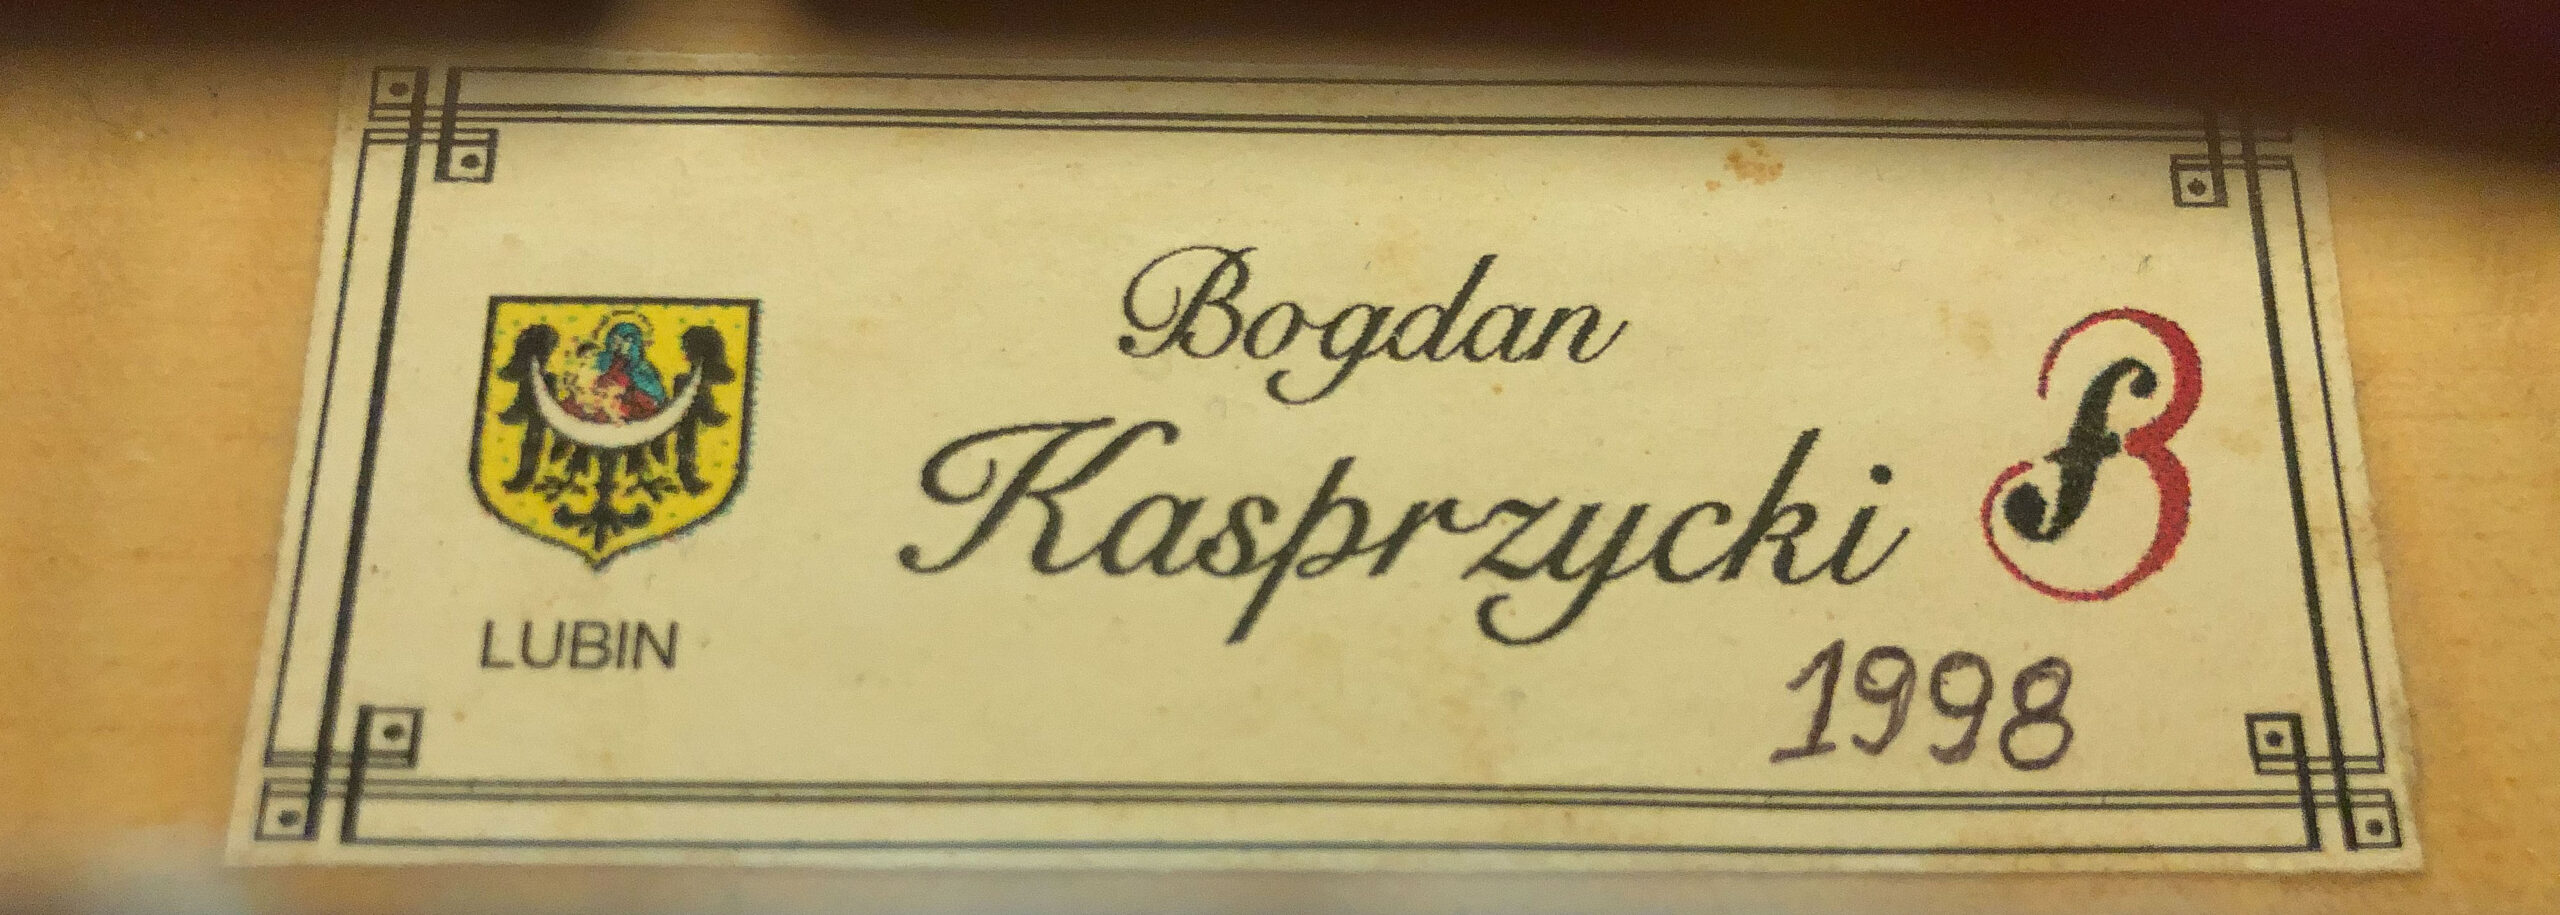 Bogdan
Kasprzycki
B
LUBIN
1998